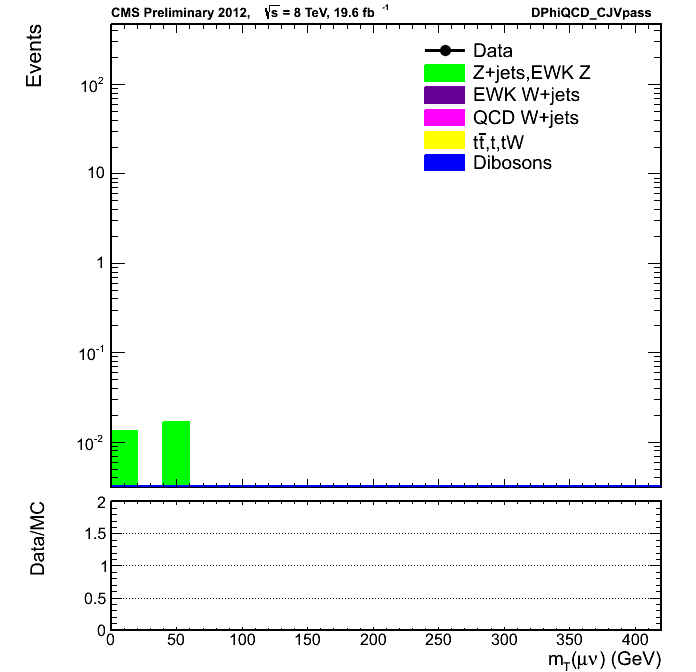 CMS Preliminary 2012, √s = 8 TeV, 19.6 fb⁻¹ DPhiQCD_CJVpass
Events
Data
Z+jets,EWK Z
EWK W+jets
QCD W+jets
tt̅,t,tW
Dibosons
10²
10
1
10⁻¹
10⁻²
Data/MC
2
1.5
1
0.5
0
0 50 100 150 200 250 300 350 400
m_T(μν) (GeV)